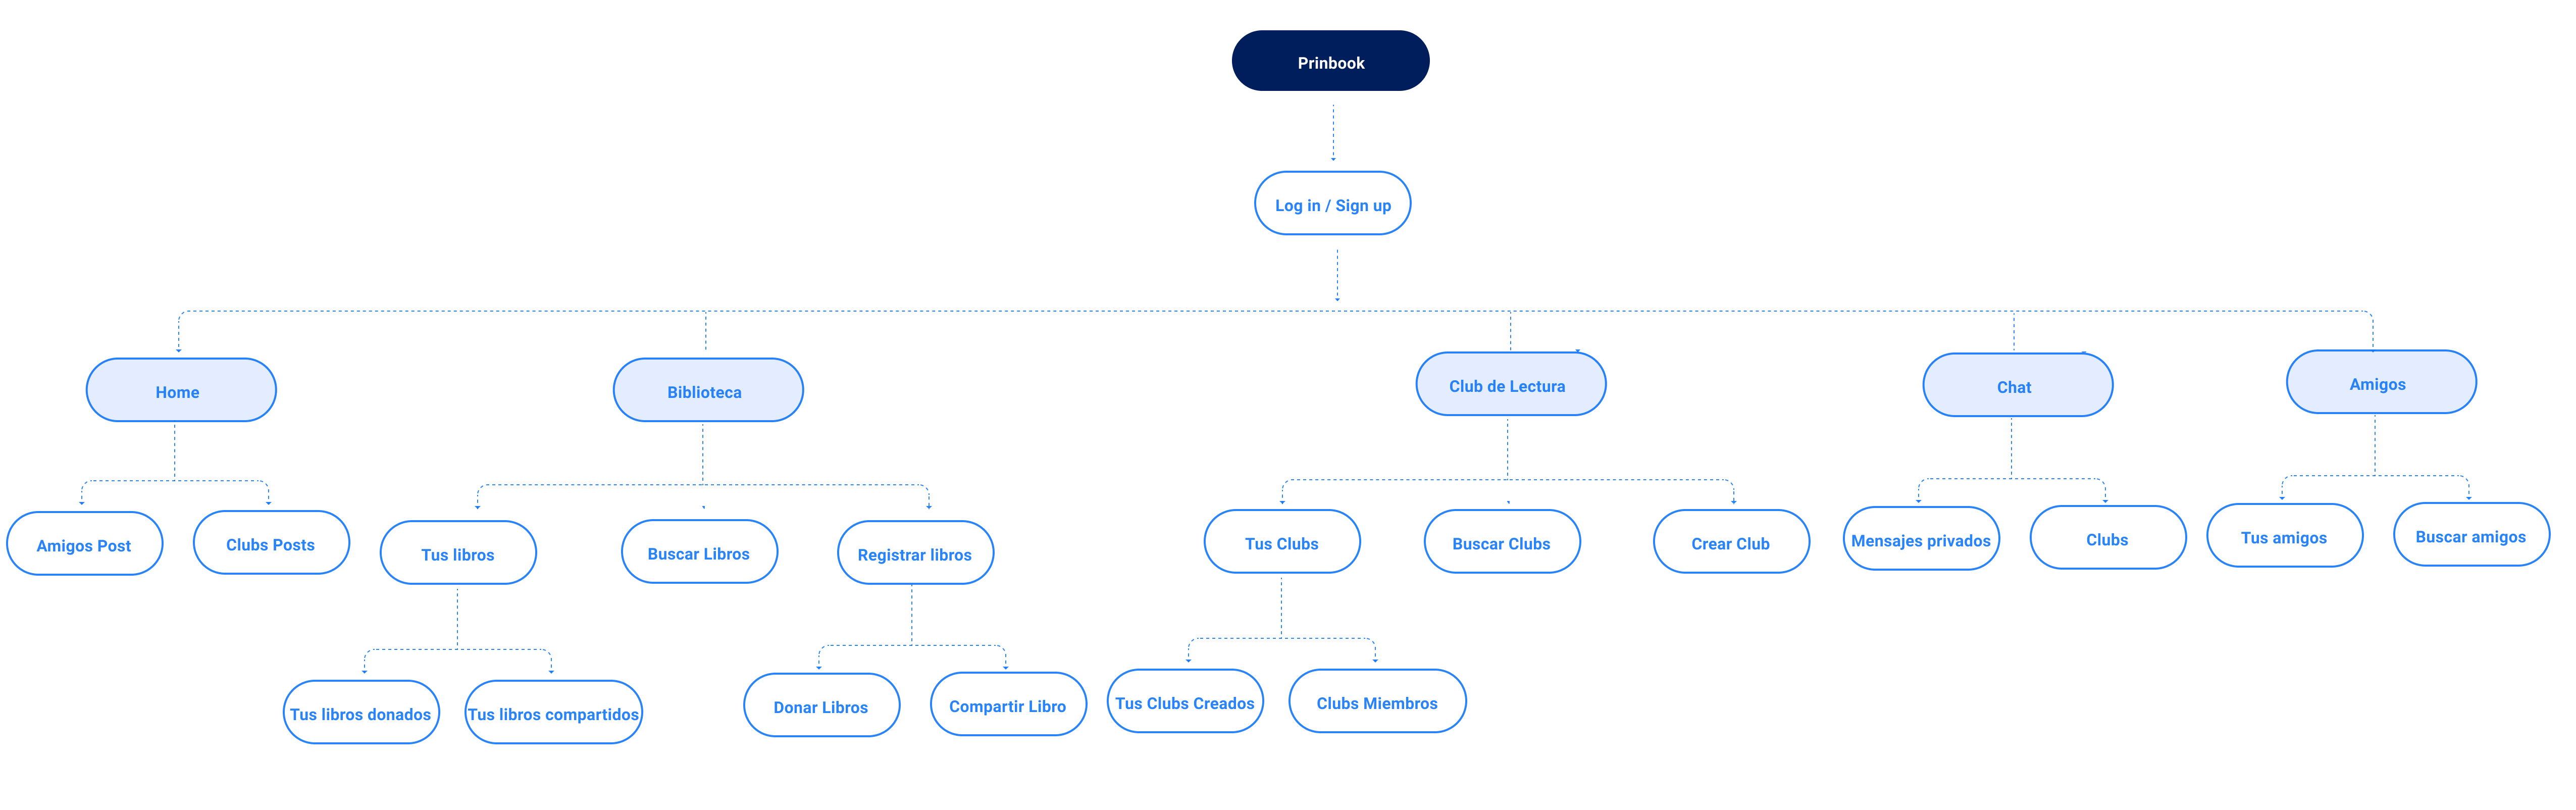 Prinbook
Log in / Sign up
Home
Biblioteca
Club de Lectura
Chat
Amigos
Amigos Post
Clubs Posts
Tus libros
Buscar Libros
Registrar libros
Tus Clubs
Buscar Clubs
Crear Club
Mensajes privados
Clubs
Tus amigos
Buscar amigos
Tus libros donados
Tus libros compartidos
Donar Libros
Compartir Libro
Tus Clubs Creados
Clubs Miembros